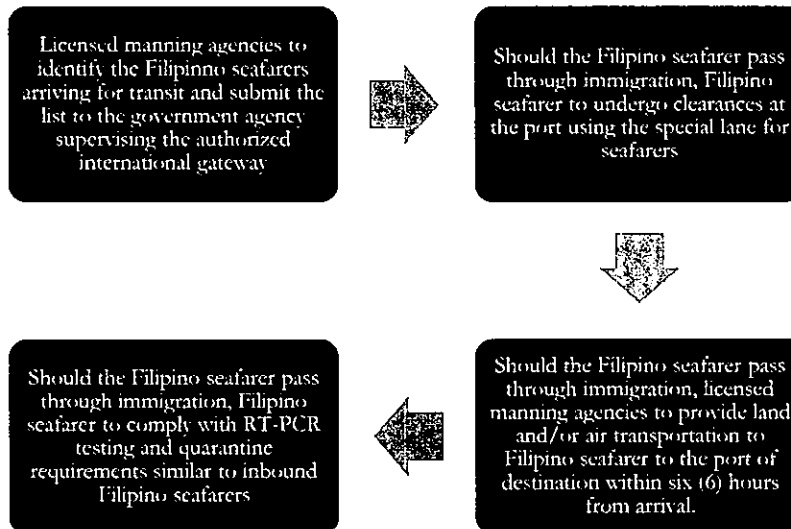 Licensed manning agencies to
identify the Filipinno seafarers
arriving for transit and submit the
list to the government agency
supervising the authorized
international gateway
Should the Filipino seafarer pass
through immigration, Filipino
seafarer to undergo clearances at
the port using the special lane for
seafarers
Should the Filipino seafarer pass
through immigration, licensed
manning agencies to provide land
and/or air transportation to
Filipino seafarer to the port of
destination within six (6) hours
from arrival.
Should the Filipino seafarer pass
through immigration, Filipino
seafarer to comply with RT-PCR
testing and quarantine
requirements similar to inbound
Filipino seafarers